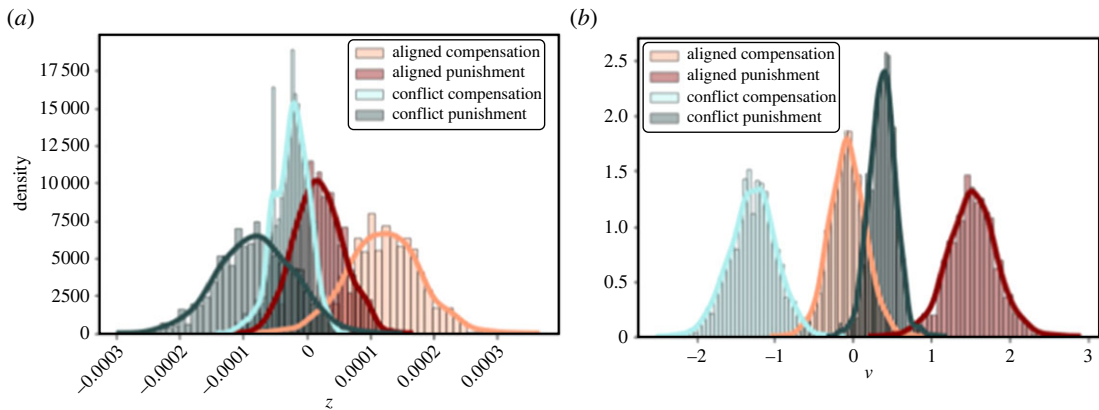 (a)
aligned compensation
aligned punishment
conflict compensation
conflict punishment
density
17 500
15 000
12 500
10 000
7500
5000
2500
0
–0.0003
–0.0002
–0.0001
0
0.0001
0.0002
0.0003
z
(b)
aligned compensation
aligned punishment
conflict compensation
conflict punishment
2.5
2.0
1.5
1.0
0.5
0
–2
–1
0
1
2
3
v